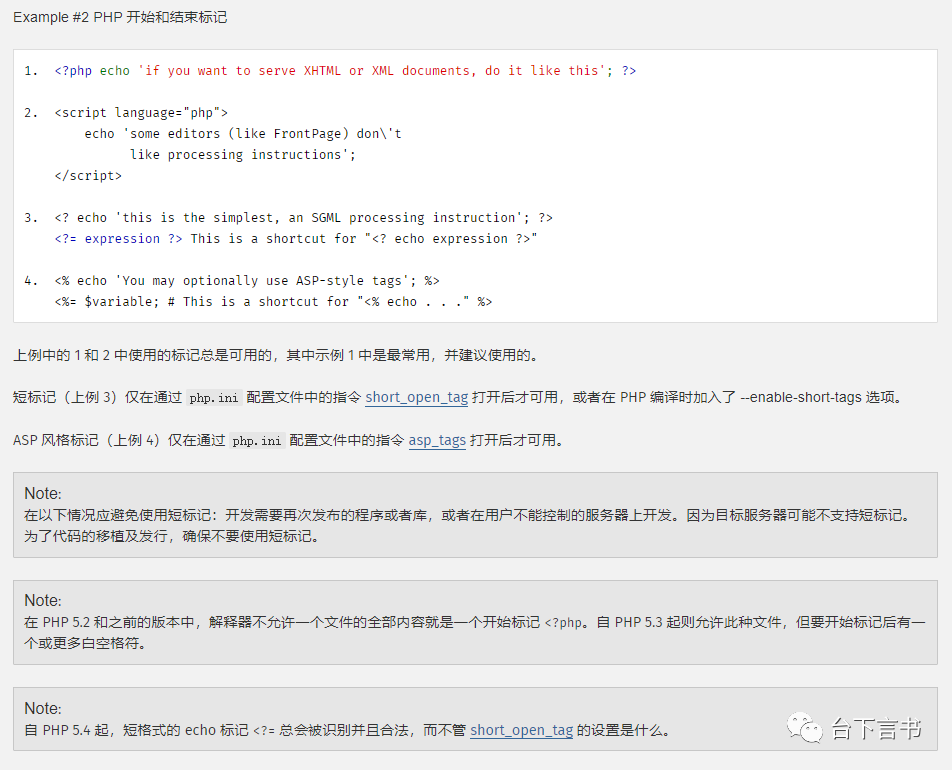 Example #2 PHP 开始和结束标记
1.  <?php echo 'if you want to serve XHTML or XML documents, do it like this'; ?>
2.  <script language="php">
        echo 'some editors (like FrontPage) don\'t
              like processing instructions';
    </script>
3.  <? echo 'this is the simplest, an SGML processing instruction'; ?>
    <?= expression ?> This is a shortcut for "<? echo expression ?>"
4.  <% echo 'You may optionally use ASP-style tags'; %>
    <%= $variable; # This is a shortcut for "<% echo . . ." %>
上例中的 1 和 2 中使用的标记总是可用的，其中示例 1 中是最常用，并建议使用的。
短标记（上例 3）仅在通过 php.ini 配置文件中的指令 short_open_tag 打开后才可用，或者在 PHP 编译时加入了 --enable-short-tags 选项。
ASP 风格标记（上例 4）仅在通过 php.ini 配置文件中的指令 asp_tags 打开后才可用。
Note:
在以下情况应避免使用短标记：开发需要再次发布的程序或者库，或者在用户不能控制的服务器上开发。因为目标服务器可能不支持短标记。
为了代码的移植及发行，确保不要使用短标记。
Note:
在 PHP 5.2 和之前的版本中，解释器不允许一个文件的全部内容就是一个开始标记 <?php。自 PHP 5.3 起则允许此种文件，但要开始标记后有一
个或更多白空格符。
Note:
自 PHP 5.4 起，短格式的 echo 标记 <?= 总会被识别并且合法，而不管 short_open_tag 的设置是什么。
台下言书